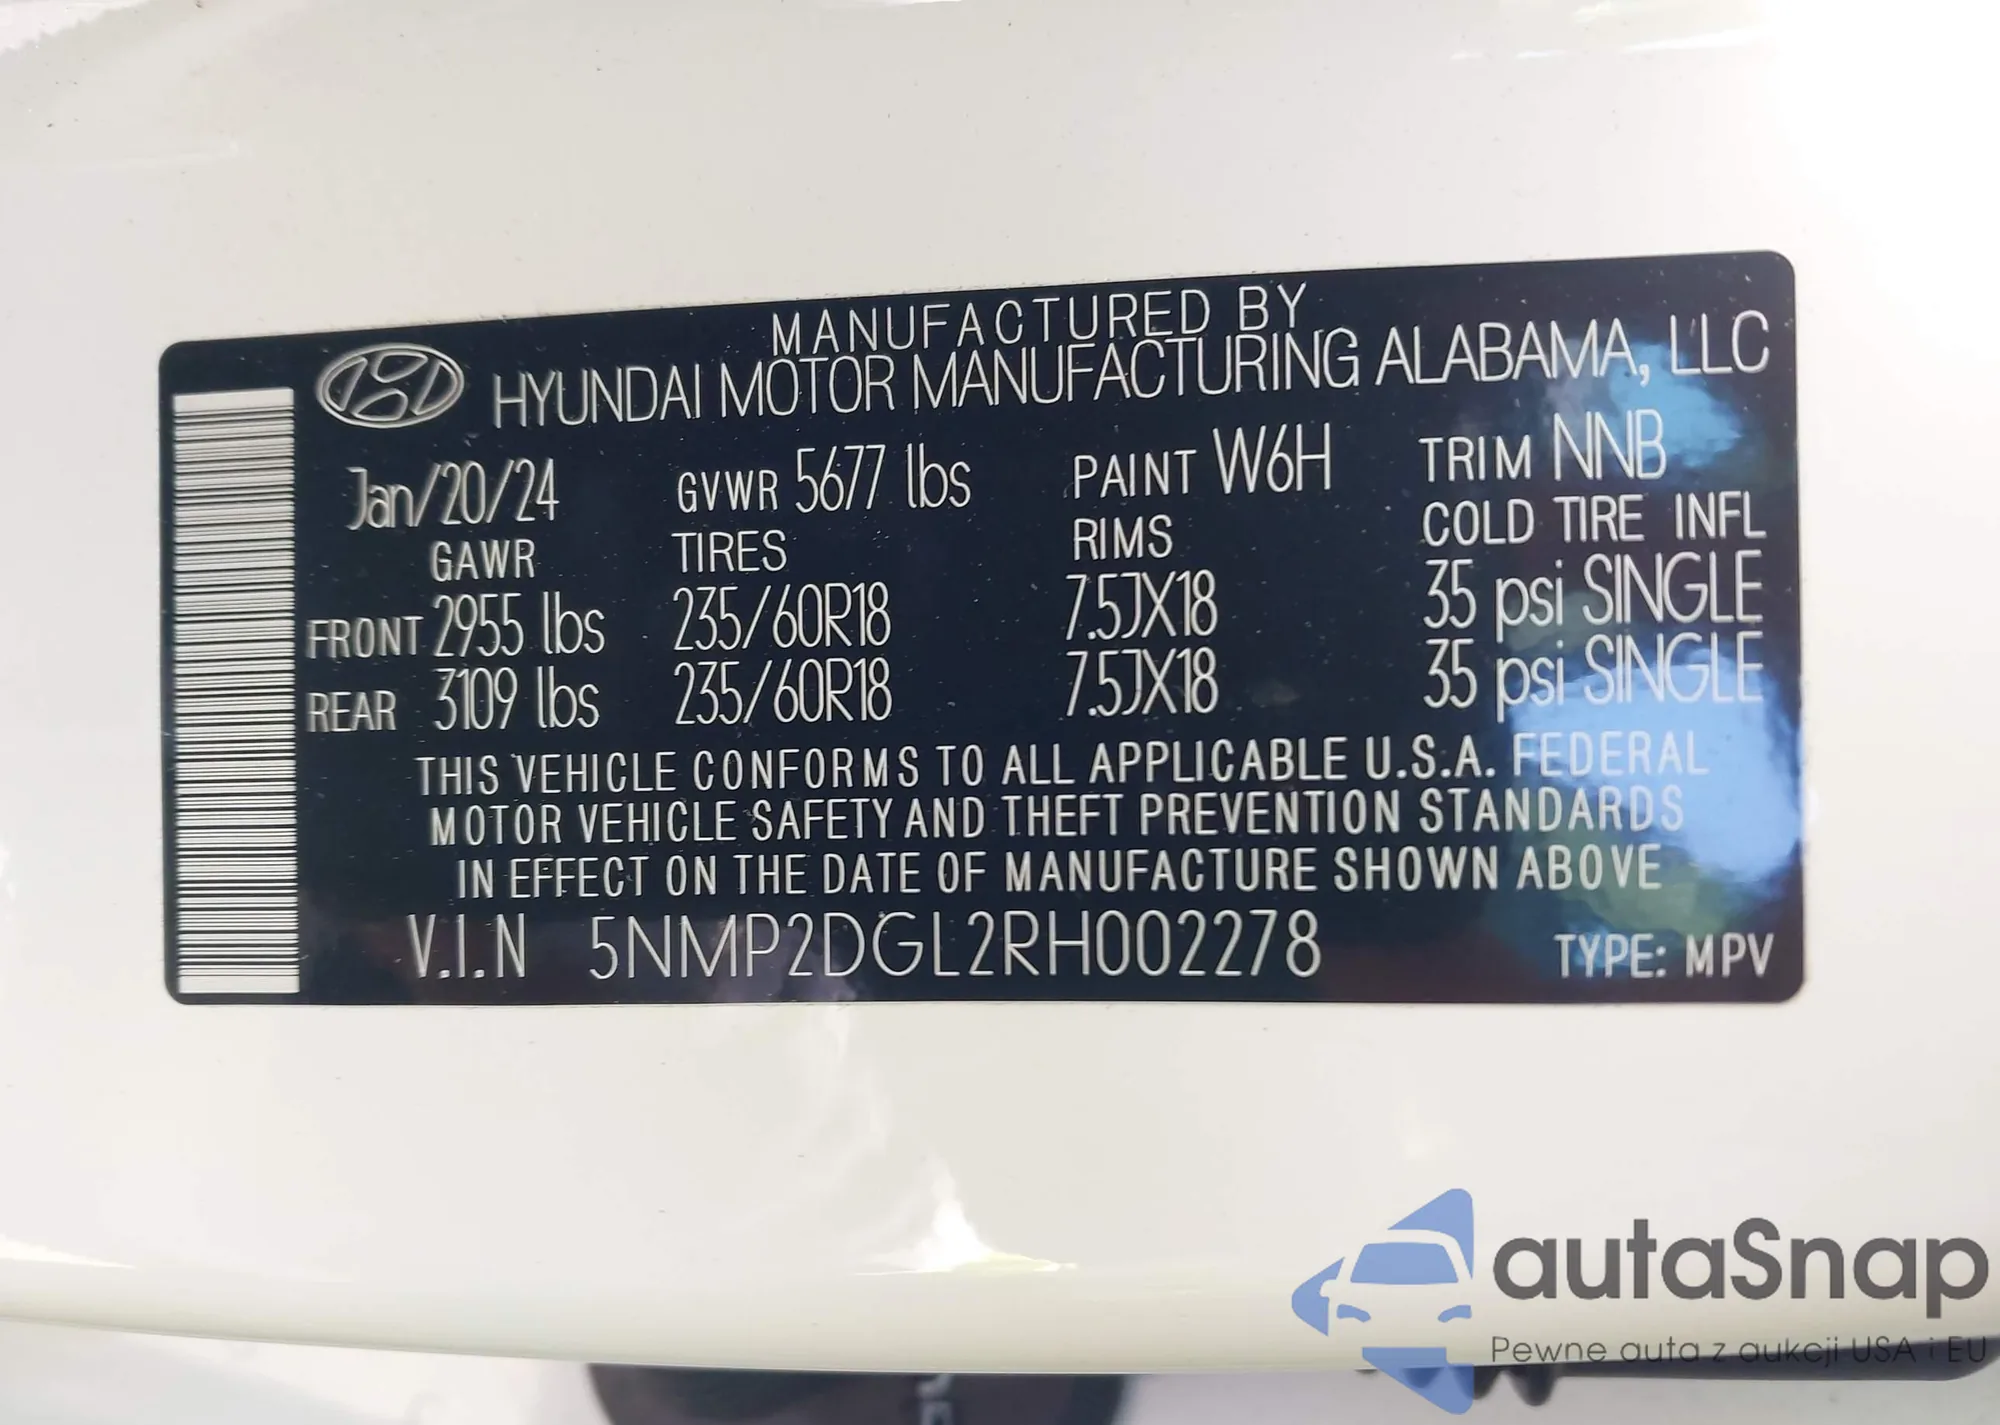 MANUFACTURED BY
HYUNDAI MOTOR MANUFACTURING ALABAMA, LLC
Jan/20/24 GVWR 5677 lbs PAINT W6H TRIM NNB
GAWR TIRES RIMS COLD TIRE INFL
FRONT 2955 lbs 235/60R18 7.5JX18 35 psi SINGLE
REAR 3109 lbs 235/60R18 7.5JX18 35 psi SINGLE
THIS VEHICLE CONFORMS TO ALL APPLICABLE U.S.A. FEDERAL
MOTOR VEHICLE SAFETY AND THEFT PREVENTION STANDARDS
IN EFFECT ON THE DATE OF MANUFACTURE SHOWN ABOVE
V.I.N 5NMP2DGL2RH002278 TYPE: MPV
autaSnap
Pewne auta z aukcji USA i EU